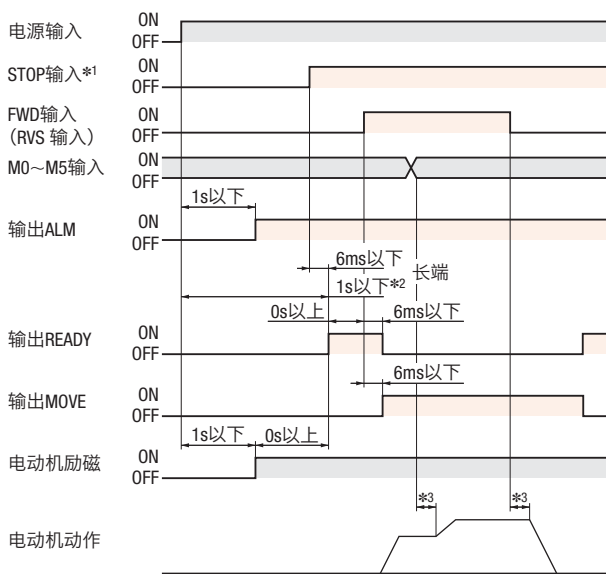 电源输入
ON
OFF
STOP输入*1
ON
OFF
FWD输入
(RVS 输入)
ON
OFF
M0～M5输入
ON
OFF
1s以下
输出ALM
ON
OFF
6ms以下
长端
1s以下*2
0s以上
6ms以下
输出READY
ON
OFF
6ms以下
输出MOVE
ON
OFF
1s以下
0s以上
电动机励磁
ON
OFF
*3
*3
电动机动作